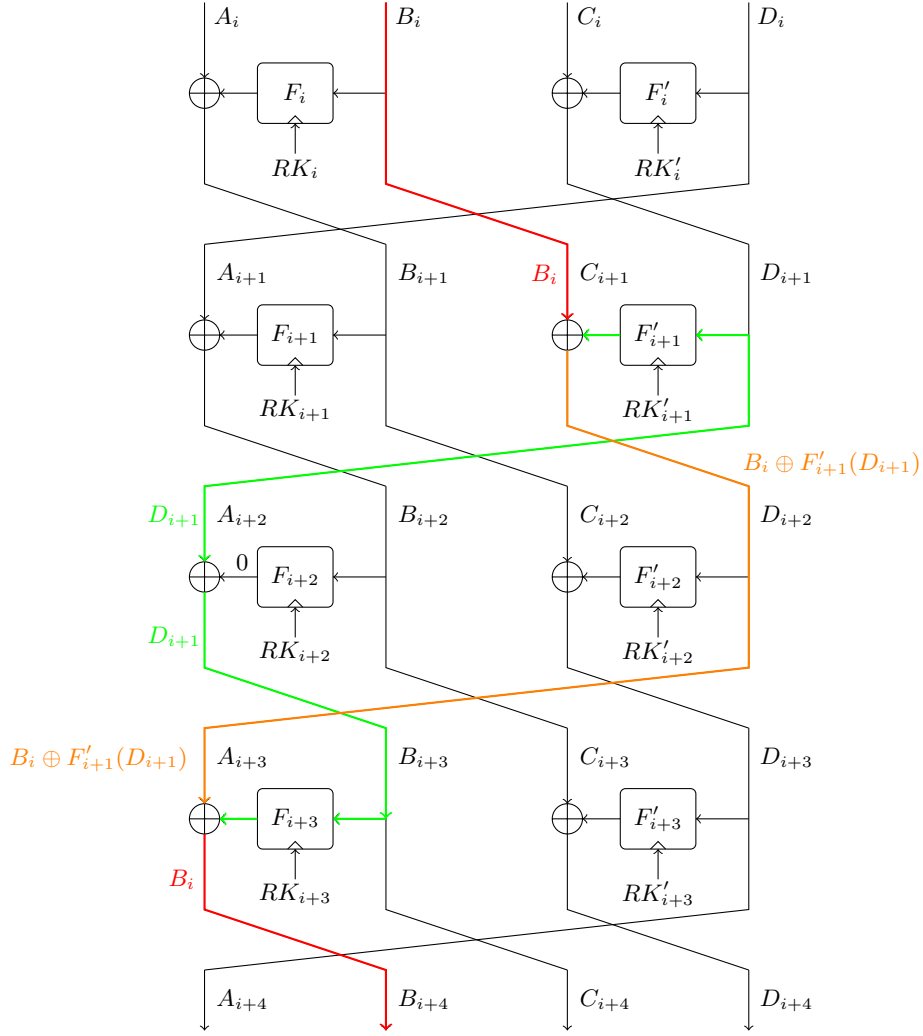 A_i B_i C_i D_i
F_i F′_i
RK_i RK′_i
A_{i+1} B_{i+1} B_i C_{i+1} D_{i+1}
F_{i+1} F′_{i+1}
RK_{i+1} RK′_{i+1}
B_i ⊕ F′_{i+1}(D_{i+1})
D_{i+1} A_{i+2} B_{i+2} C_{i+2} D_{i+2}
0 F_{i+2} F′_{i+2}
D_{i+1} RK_{i+2} RK′_{i+2}
B_i ⊕ F′_{i+1}(D_{i+1}) A_{i+3} B_{i+3} C_{i+3} D_{i+3}
F_{i+3} F′_{i+3}
B_i RK_{i+3} RK′_{i+3}
A_{i+4} B_{i+4} C_{i+4} D_{i+4}